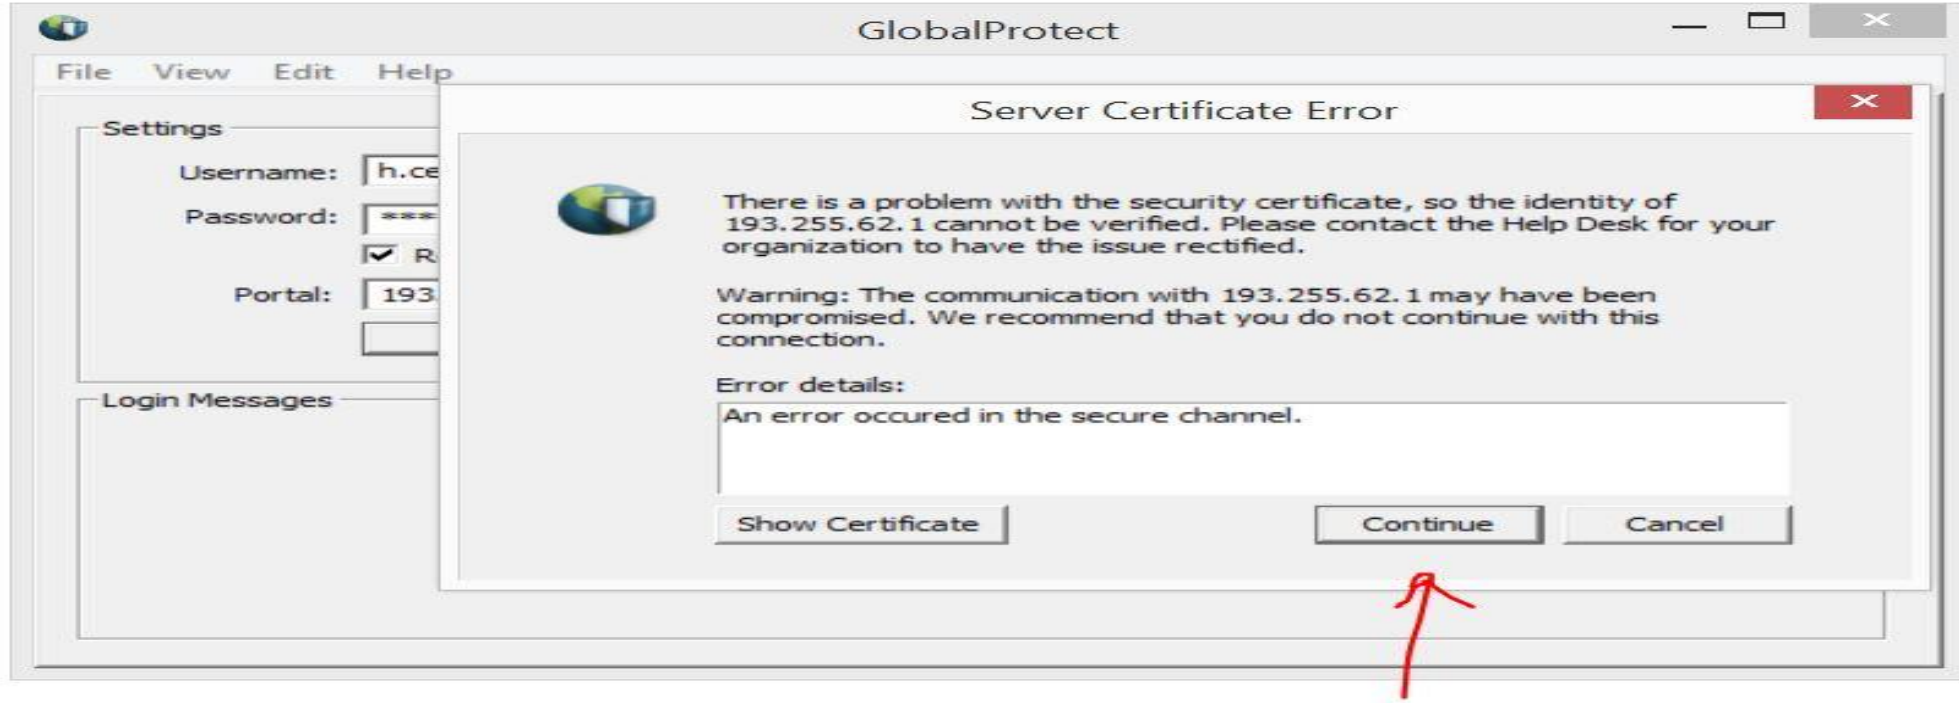 GlobalProtect
File View Edit Help
Server Certificate Error
Settings
Username: h.ce
Password: ***
R
Portal: 193.
There is a problem with the security certificate, so the identity of
193.255.62.1 cannot be verified. Please contact the Help Desk for your
organization to have the issue rectified.
Warning: The communication with 193.255.62.1 may have been
compromised. We recommend that you do not continue with this
connection.
Error details:
An error occured in the secure channel.
Show Certificate Continue Cancel
Login Messages